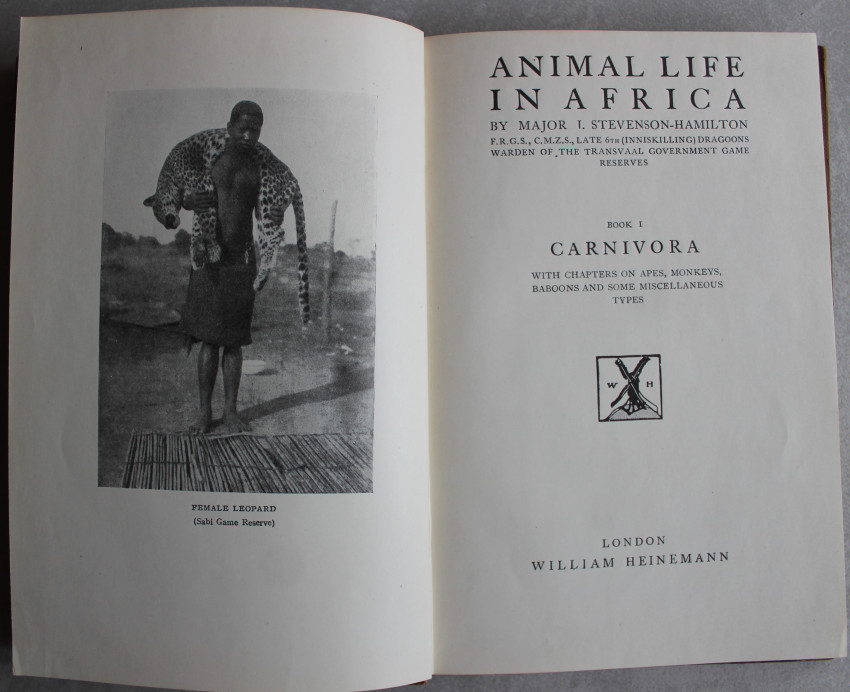 FEMALE LEOPARD
(Sabi Game Reserve)
ANIMAL LIFE
IN AFRICA
BY MAJOR J. STEVENSON-HAMILTON
F.R.G.S., C.M.Z.S., LATE 6TH (INNISKILLING) DRAGOONS
WARDEN OF THE TRANSVAAL GOVERNMENT GAME
RESERVES
BOOK I
CARNIVORA
WITH CHAPTERS ON APES, MONKEYS,
BABOONS AND SOME MISCELLANEOUS
TYPES
W H
LONDON
WILLIAM HEINEMANN